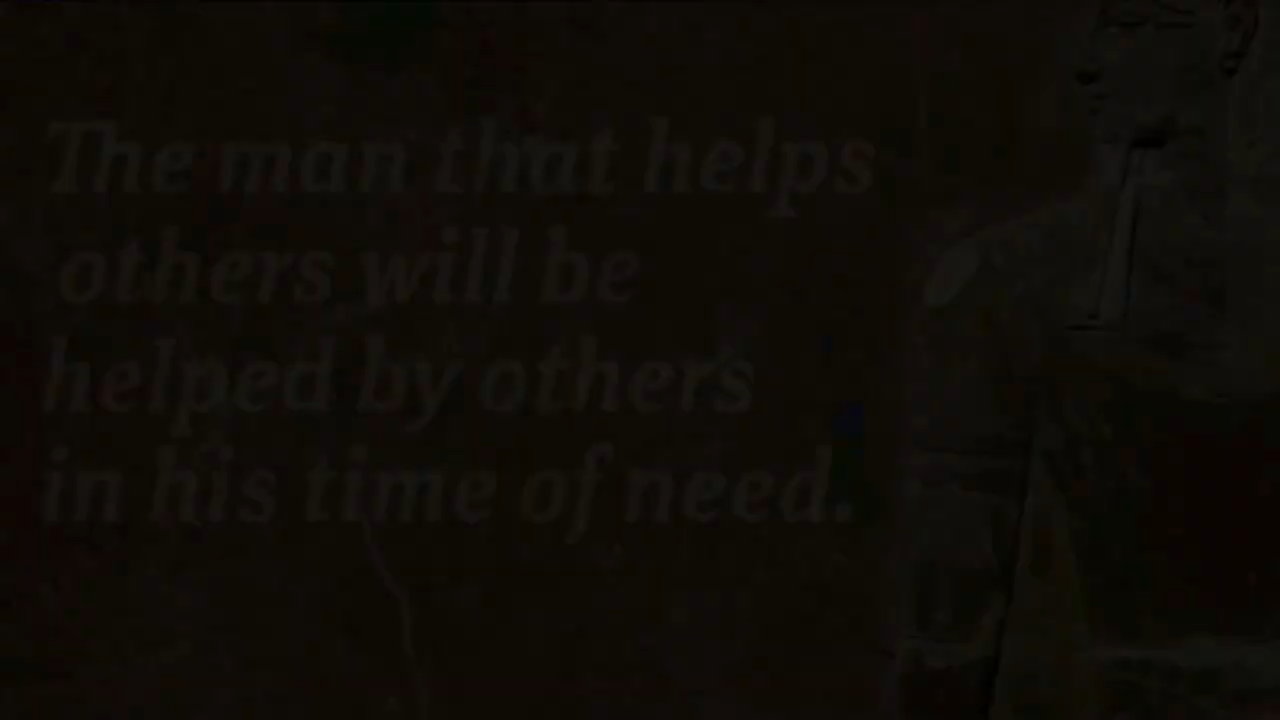 The man that helps
others will be
helped by others
in his time of need.